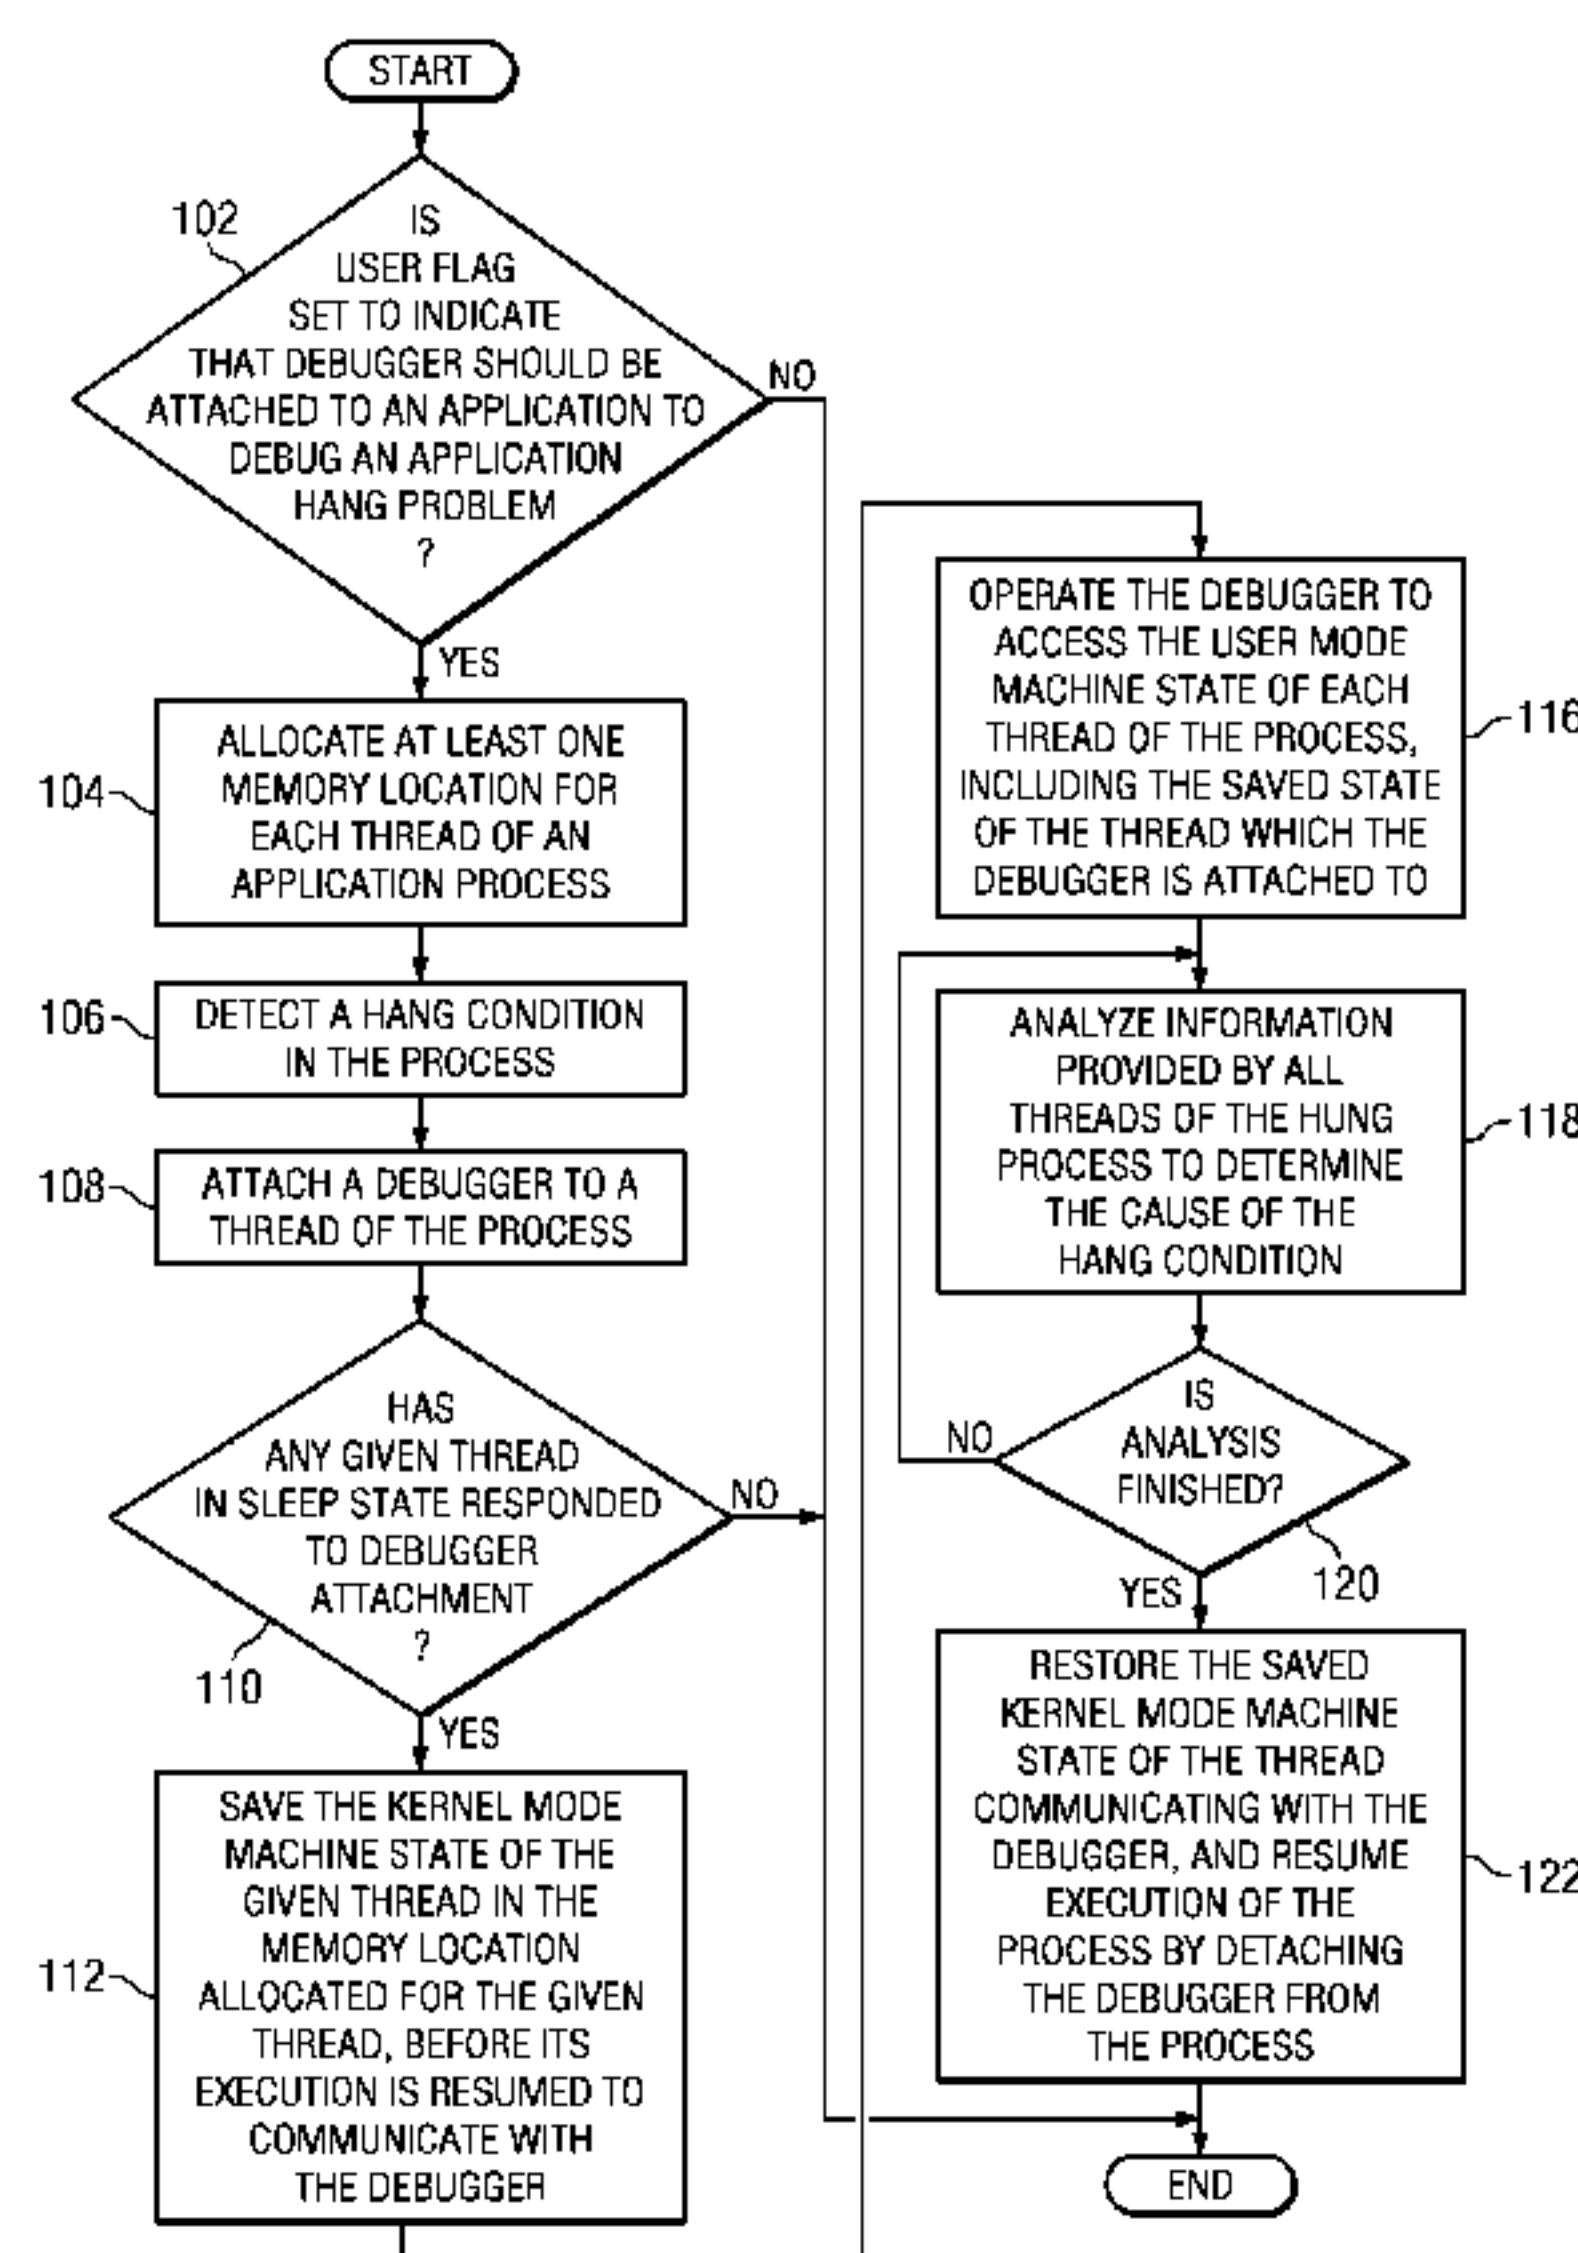 START
102
IS
USER FLAG
SET TO INDICATE
THAT DEBUGGER SHOULD BE
ATTACHED TO AN APPLICATION TO
DEBUG AN APPLICATION
HANG PROBLEM
?
NO
YES
104
ALLOCATE AT LEAST ONE
MEMORY LOCATION FOR
EACH THREAD OF AN
APPLICATION PROCESS
106
DETECT A HANG CONDITION
IN THE PROCESS
108
ATTACH A DEBUGGER TO A
THREAD OF THE PROCESS
HAS
ANY GIVEN THREAD
IN SLEEP STATE RESPONDED
TO DEBUGGER
ATTACHMENT
?
NO
110
YES
112
SAVE THE KERNEL MODE
MACHINE STATE OF THE
GIVEN THREAD IN THE
MEMORY LOCATION
ALLOCATED FOR THE GIVEN
THREAD, BEFORE ITS
EXECUTION IS RESUMED TO
COMMUNICATE WITH
THE DEBUGGER
OPERATE THE DEBUGGER TO
ACCESS THE USER MODE
MACHINE STATE OF EACH
THREAD OF THE PROCESS,
INCLUDING THE SAVED STATE
OF THE THREAD WHICH THE
DEBUGGER IS ATTACHED TO
116
ANALYZE INFORMATION
PROVIDED BY ALL
THREADS OF THE HUNG
PROCESS TO DETERMINE
THE CAUSE OF THE
HANG CONDITION
118
IS
ANALYSIS
FINISHED?
NO
120
YES
RESTORE THE SAVED
KERNEL MODE MACHINE
STATE OF THE THREAD
COMMUNICATING WITH THE
DEBUGGER, AND RESUME
EXECUTION OF THE
PROCESS BY DETACHING
THE DEBUGGER FROM
THE PROCESS
122
END